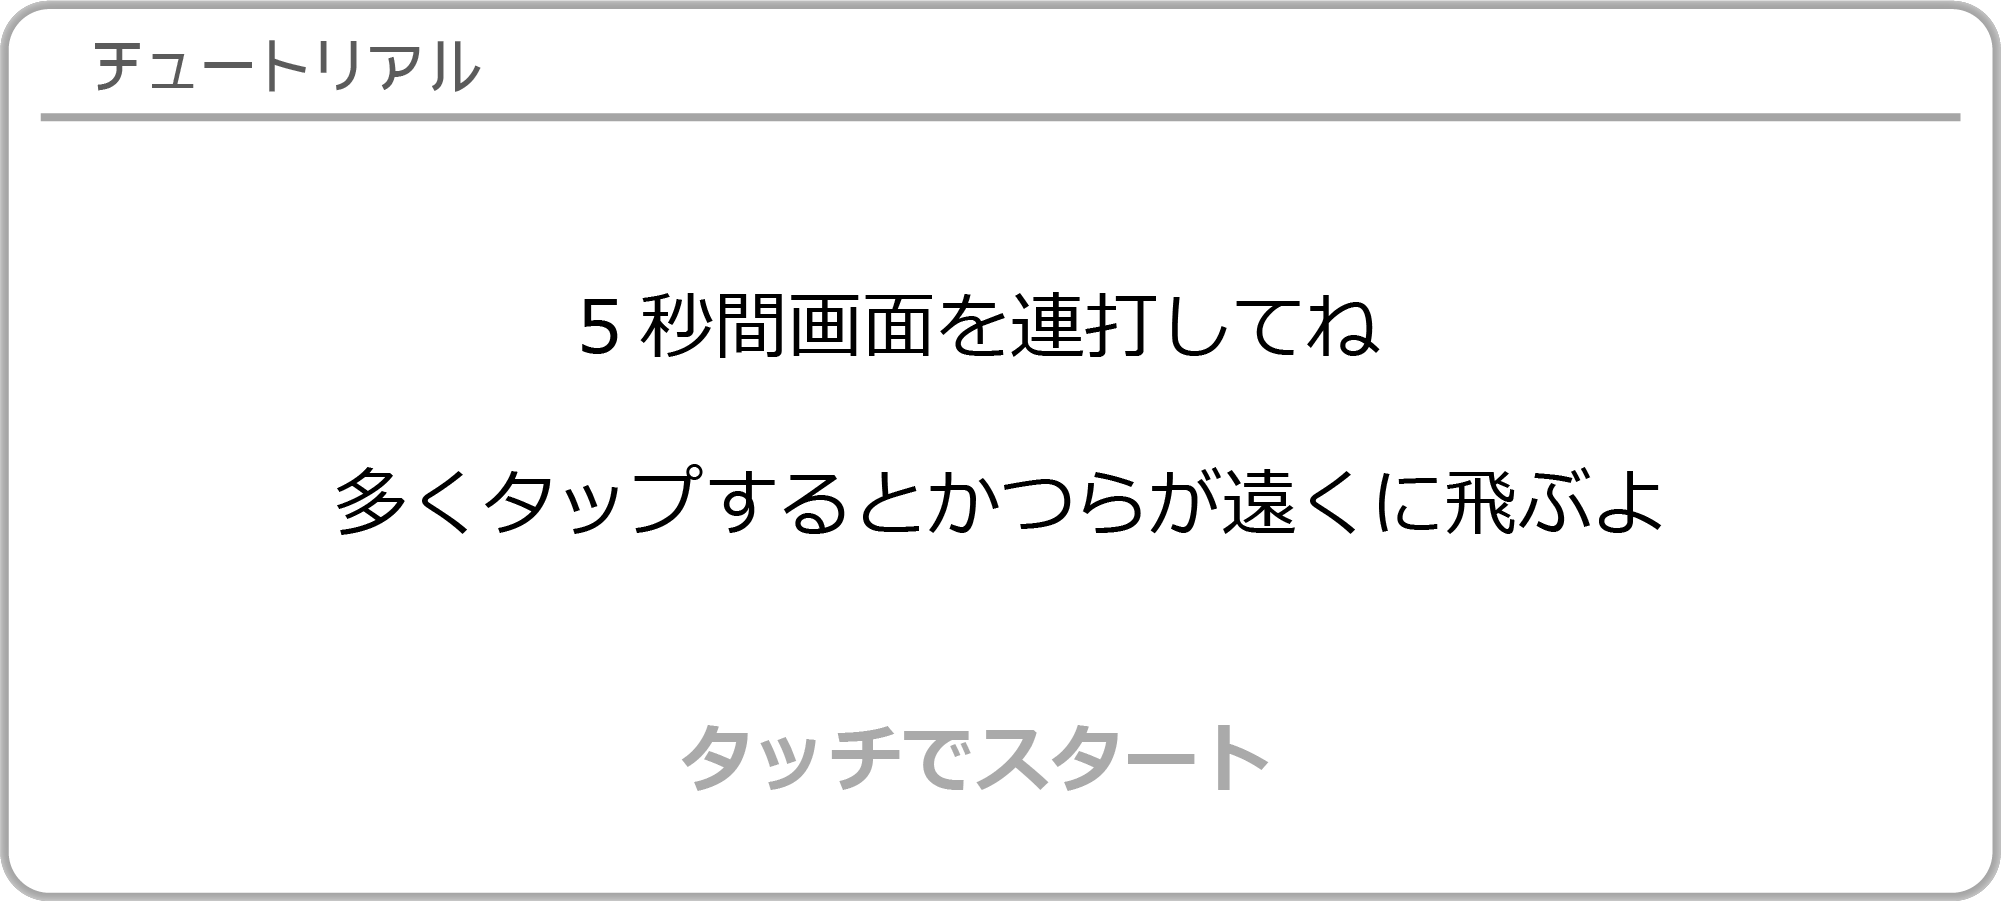 チュートリアル
5秒間画面を連打してね
多くタップするとかつらが遠くに飛ぶよ
タッチでスタート